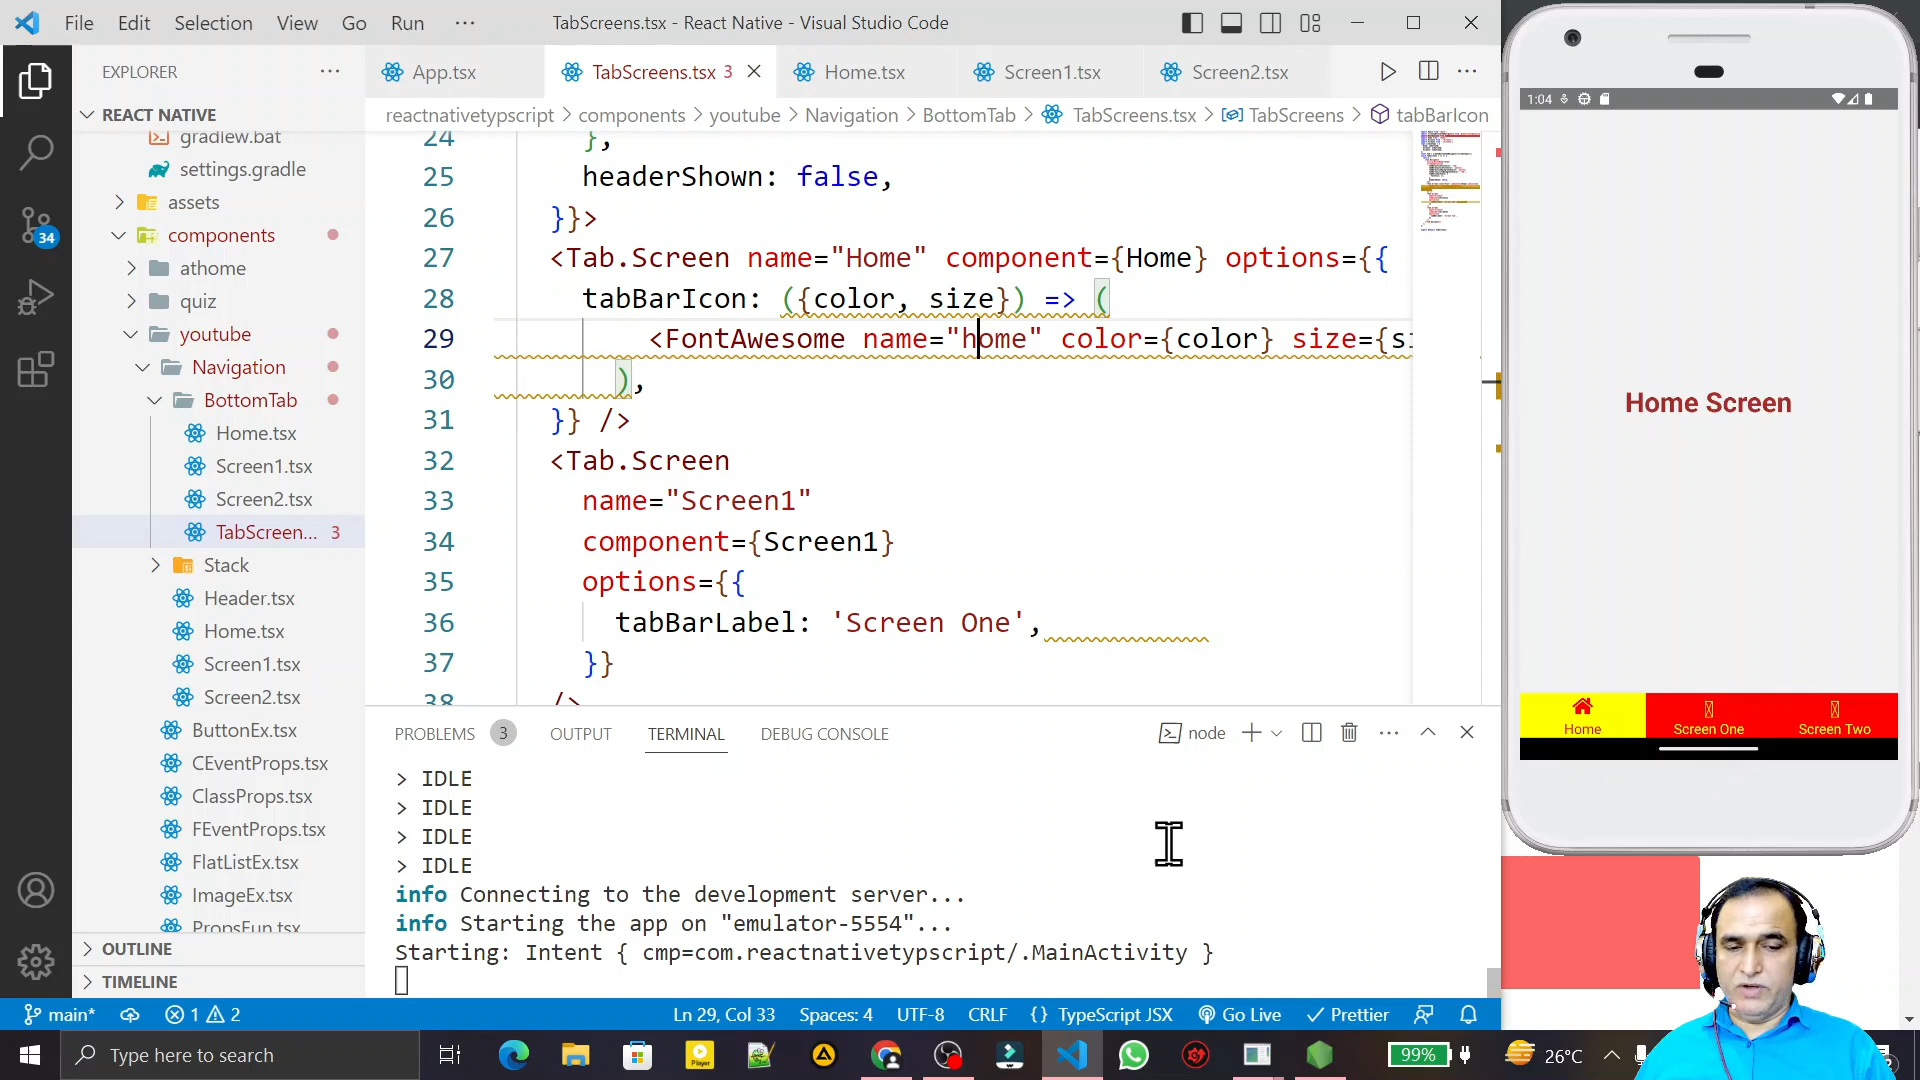 File Edit Selection View Go Run ··· TabScreens.tsx - React Native - Visual Studio Code
EXPLORER
REACT NATIVE
gradlew.bat
settings.gradle
assets
components
athome
quiz
youtube
Navigation
BottomTab
Home.tsx
Screen1.tsx
Screen2.tsx
TabScreen... 3
Stack
Header.tsx
Home.tsx
Screen1.tsx
Screen2.tsx
ButtonEx.tsx
CEventProps.tsx
ClassProps.tsx
FEventProps.tsx
FlatListEx.tsx
ImageEx.tsx
PropsFun.tsx
OUTLINE
TIMELINE
34
App.tsx TabScreens.tsx 3 Home.tsx Screen1.tsx Screen2.tsx
reactnativetypscript > components > youtube > Navigation > BottomTab > TabScreens.tsx > TabScreens > tabBarIcon
24 },
25 headerShown: false,
26 }}>
27 <Tab.Screen name="Home" component={Home} options={{
28 tabBarIcon: ({color, size}) => (
29 <FontAwesome name="home" color={color} size={si
30 ),
31 }} />
32 <Tab.Screen
33 name="Screen1"
34 component={Screen1}
35 options={{
36 tabBarLabel: 'Screen One',
37 }}
38 />
PROBLEMS 3 OUTPUT TERMINAL DEBUG CONSOLE node
> IDLE
> IDLE
> IDLE
> IDLE
info Connecting to the development server...
info Starting the app on "emulator-5554"...
Starting: Intent { cmp=com.reactnativetypscript/.MainActivity }
main* 1 2 Ln 29, Col 33 Spaces: 4 UTF-8 CRLF {} TypeScript JSX Go Live Prettier
Type here to search 99% 26°C
1:04
Home Screen
Home Screen One Screen Two